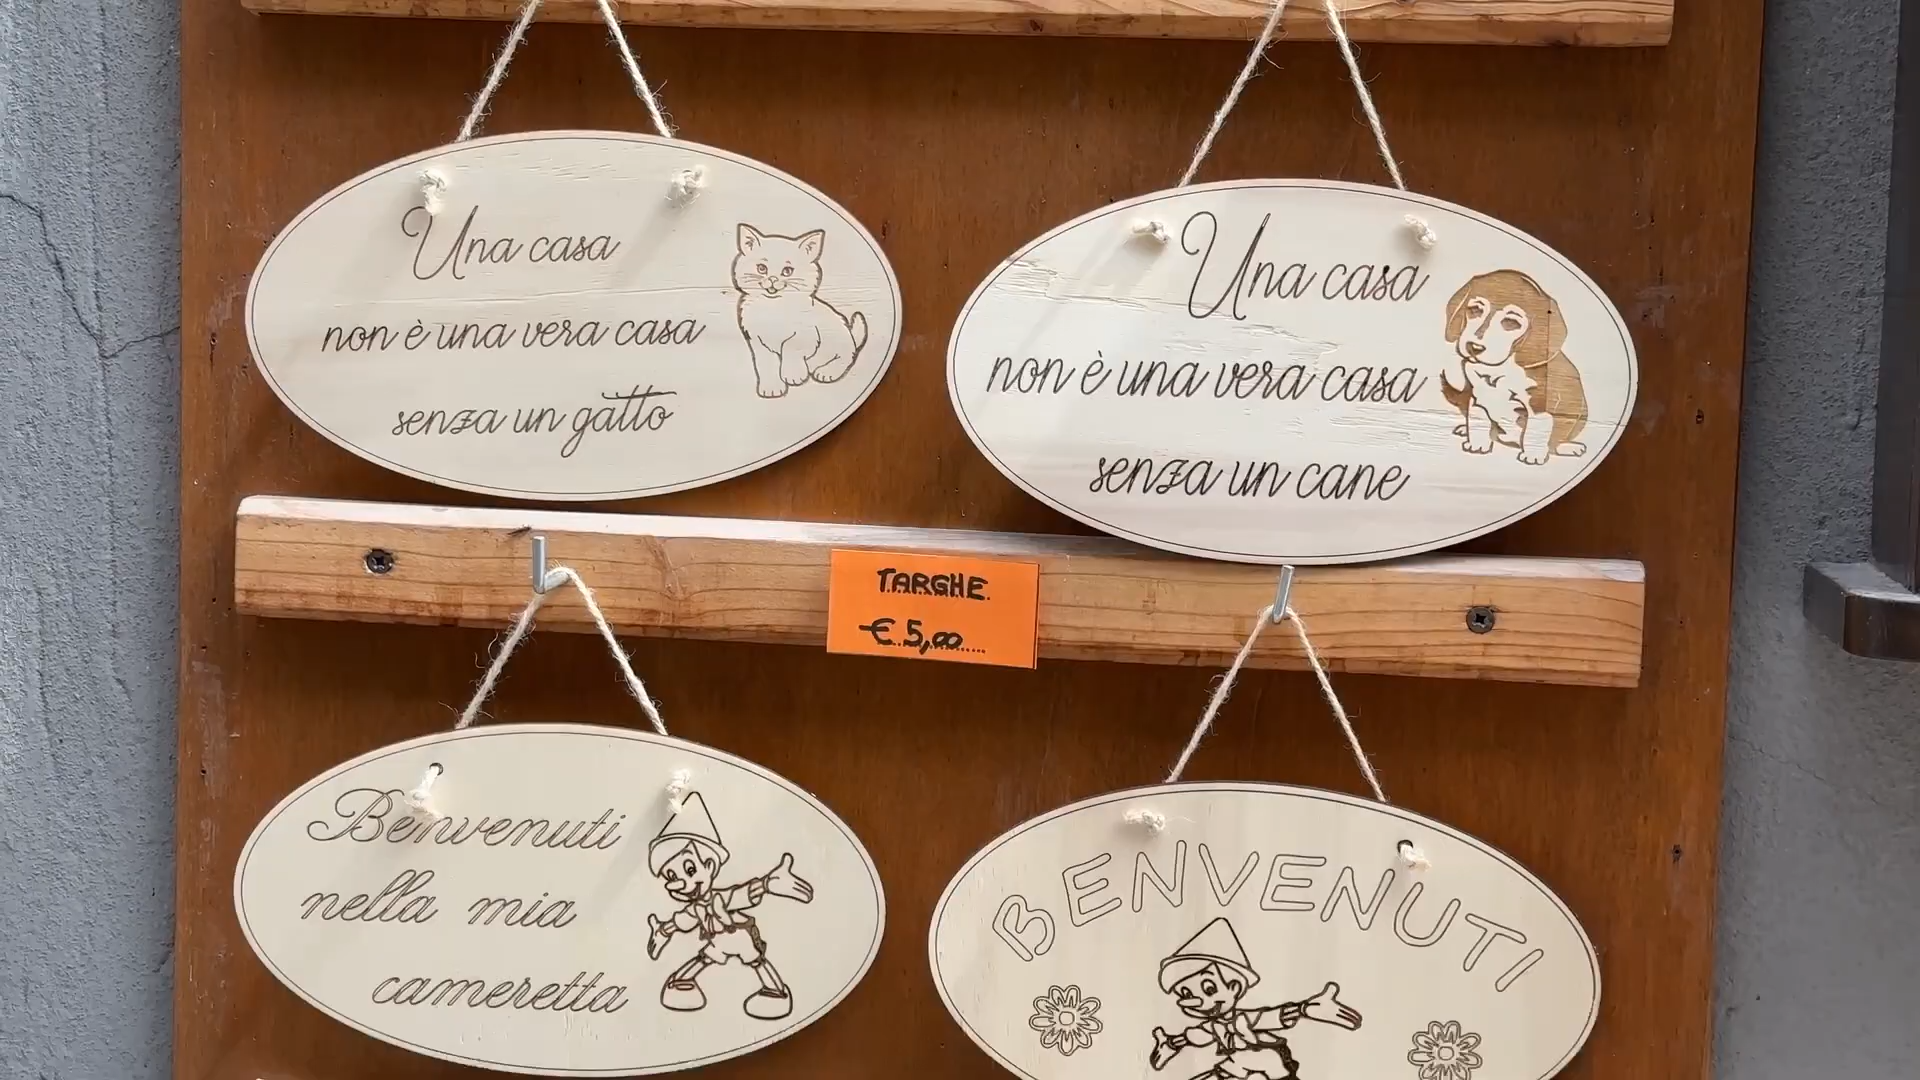 Una casa
non è una vera casa
senza un gatto
Una casa
non è una vera casa
senza un cane
TARGHE
€ 5,00
Benvenuti
nella mia
cameretta
BENVENUTI